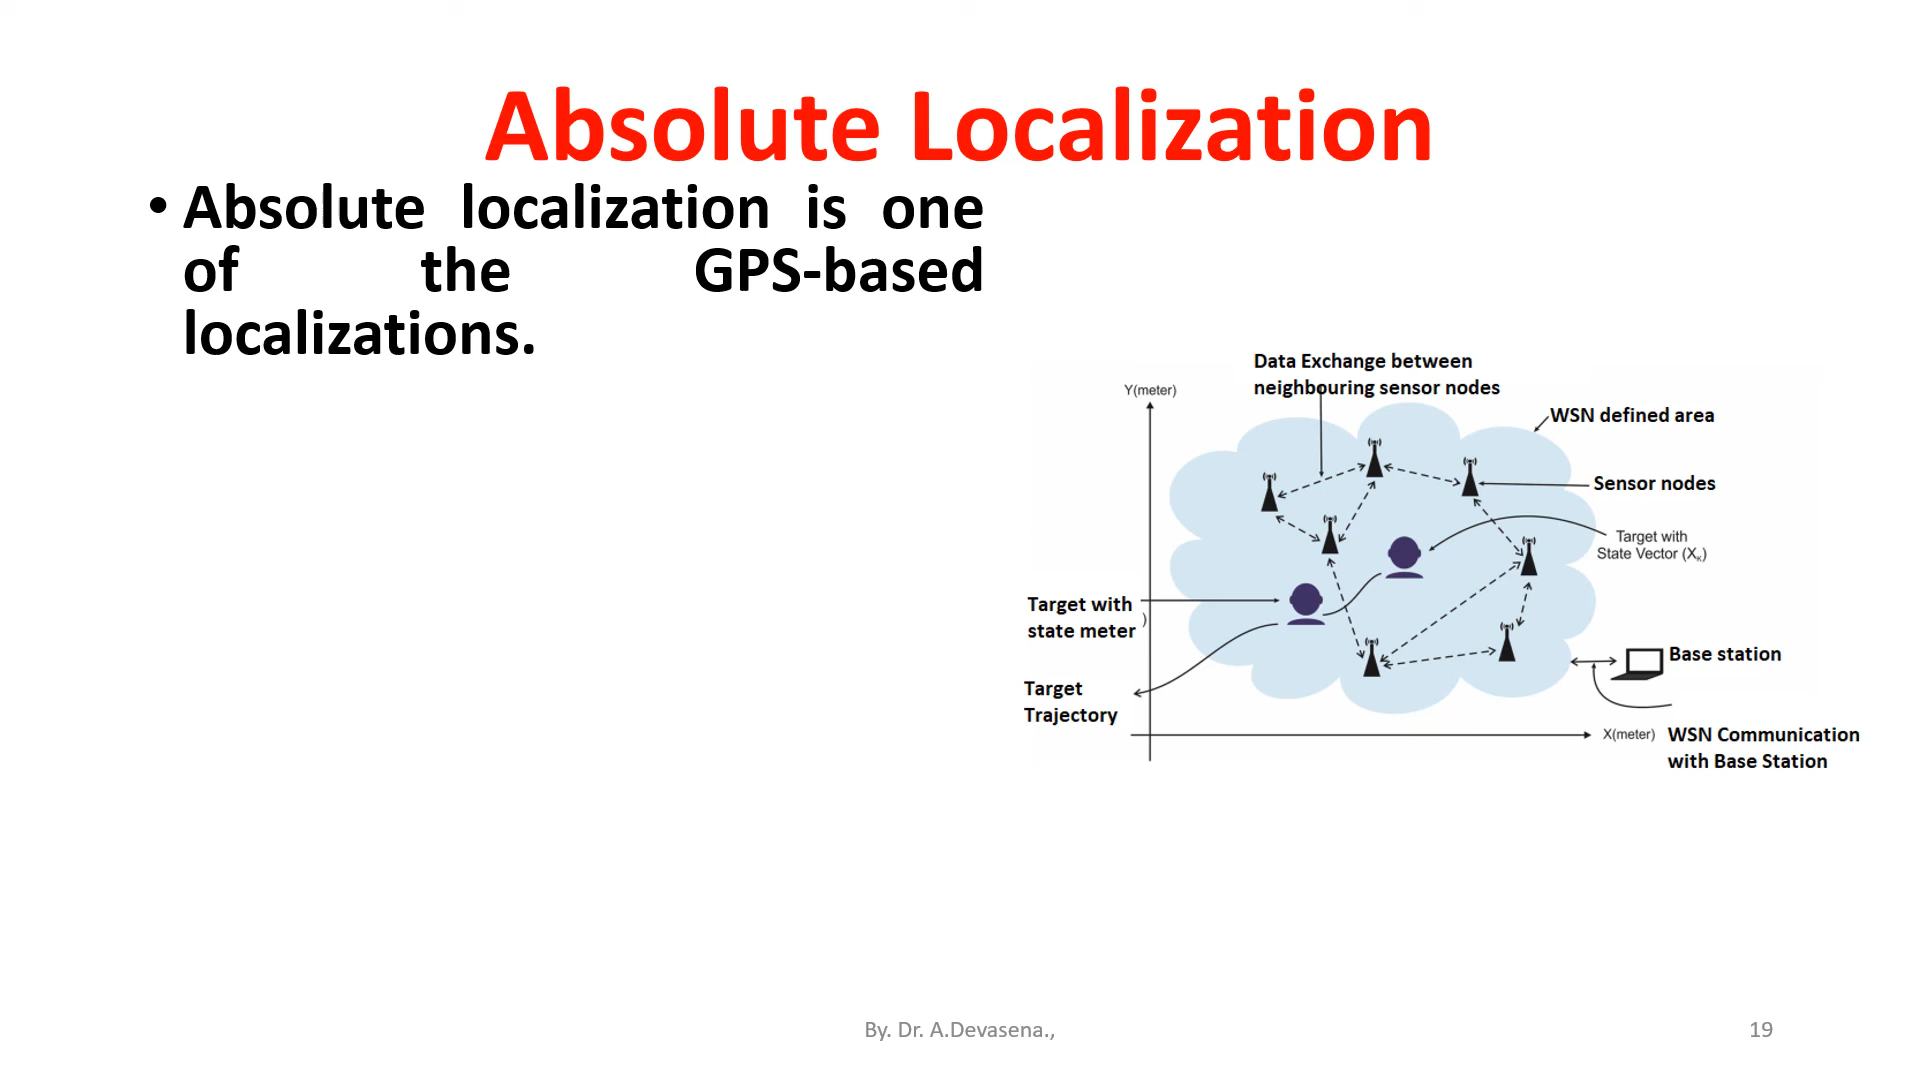 Absolute Localization
• Absolute localization is one
of the GPS-based
localizations.
Data Exchange between
neighbouring sensor nodes
Y(meter)
WSN defined area
Sensor nodes
Target with
State Vector (XK)
Target with
state meter )
Base station
Target
Trajectory
X(meter)
WSN Communication
with Base Station
By. Dr. A.Devasena.,
19